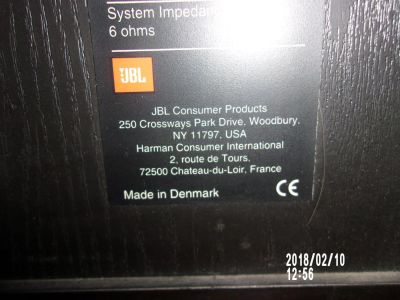 System Impedan
6 ohms
JBL
JBL Consumer Products
250 Crossways Park Drive, Woodbury,
NY 11797, USA
Harman Consumer International
2, route de Tours,
72500 Chateau-du-Loir, France
Made in Denmark
CE
2018/02/10
12:56